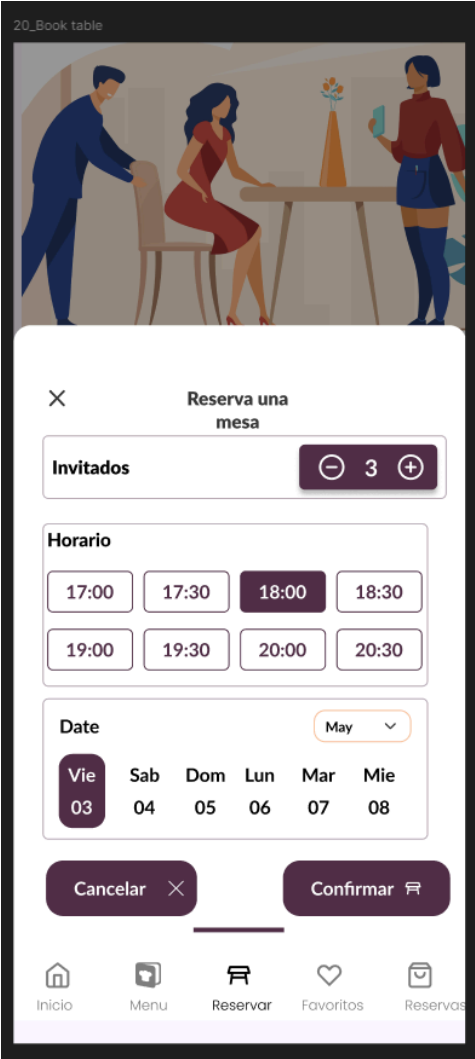 20_Book table
Reserva una
mesa
Invitados
3
Horario
17:00 17:30 18:00 18:30
19:00 19:30 20:00 20:30
Date
May
Vie Sab Dom Lun Mar Mie
03 04 05 06 07 08
Cancelar Confirmar
Inicio Menu Reservar Favoritos Reservas